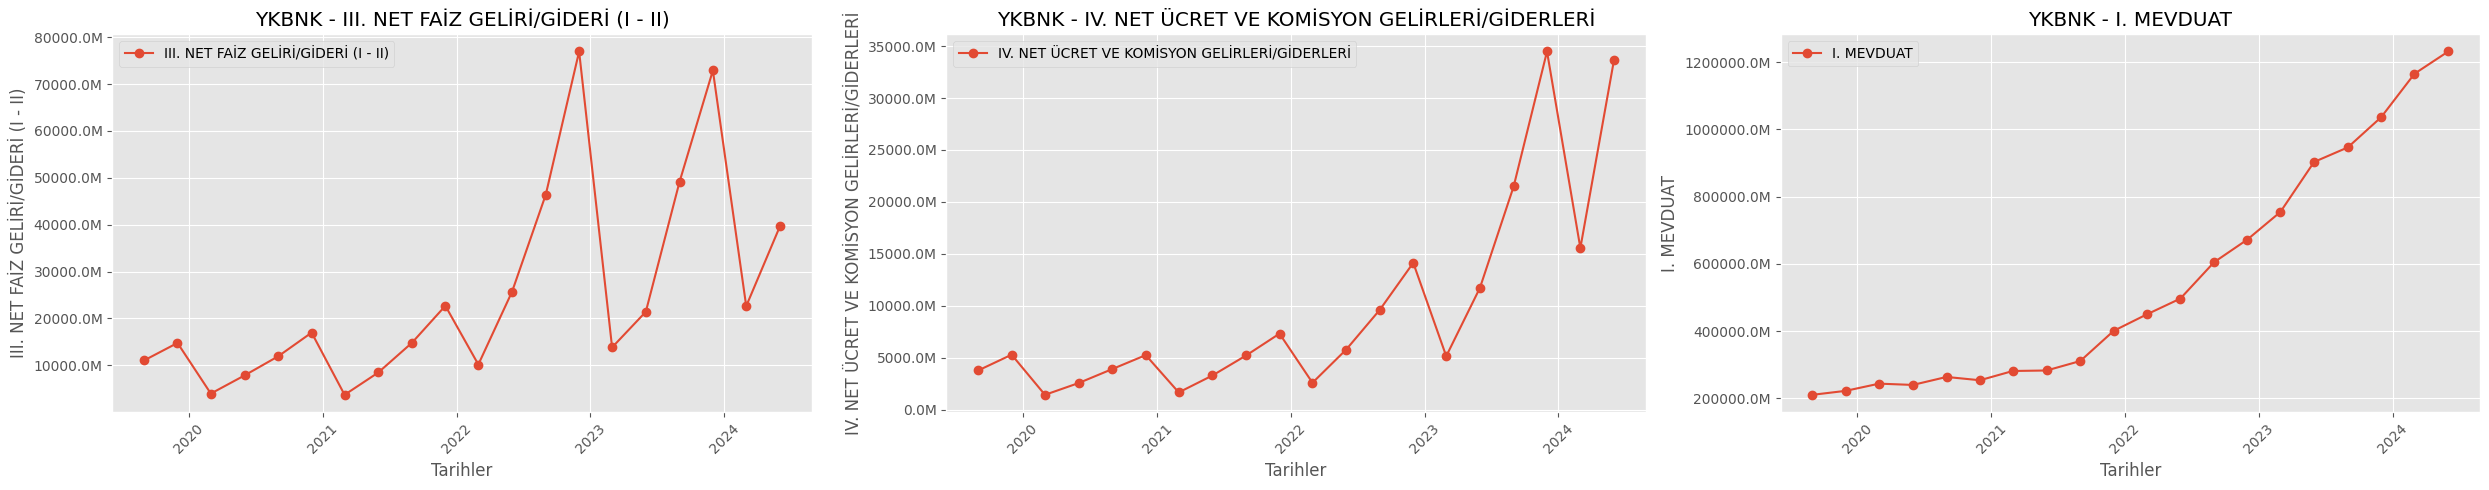 YKBNK - III. NET FAİZ GELİRİ/GİDERİ (I - II)
III. NET FAİZ GELİRİ/GİDERİ (I - II)
III. NET FAİZ GELİRİ/GİDERİ (I - II)
80000.0M
70000.0M
60000.0M
50000.0M
40000.0M
30000.0M
20000.0M
10000.0M
2020
2021
2022
2023
2024
Tarihler
YKBNK - IV. NET ÜCRET VE KOMİSYON GELİRLERİ/GİDERLERİ
IV. NET ÜCRET VE KOMİSYON GELİRLERİ/GİDERLERİ
IV. NET ÜCRET VE KOMİSYON GELİRLERİ/GİDERLERİ
35000.0M
30000.0M
25000.0M
20000.0M
15000.0M
10000.0M
5000.0M
0.0M
2020
2021
2022
2023
2024
Tarihler
YKBNK - I. MEVDUAT
I. MEVDUAT
I. MEVDUAT
1200000.0M
1000000.0M
800000.0M
600000.0M
400000.0M
200000.0M
2020
2021
2022
2023
2024
Tarihler